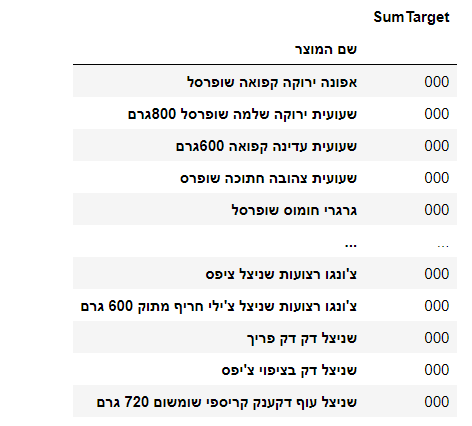 SumTarget
שם המוצר
אפונה ירוקה קפואה שופרסל 000
שעועית ירוקה שלמה שופרסל 800גרם 000
שעועית עדינה קפואה 600גרם 000
שעועית צהובה חתוכה שופרס 000
גרגרי חומוס שופרסל 000
... ...
צ'ונגו רצועות שניצל ציפס 000
צ'ונגו רצועות שניצל צ'ילי חריף מתוק 600 גרם 000
שניצל דק דק פריך 000
שניצל דק בציפוי צ'יפס 000
שניצל עוף דקענק קריספי שומשום 720 גרם 000